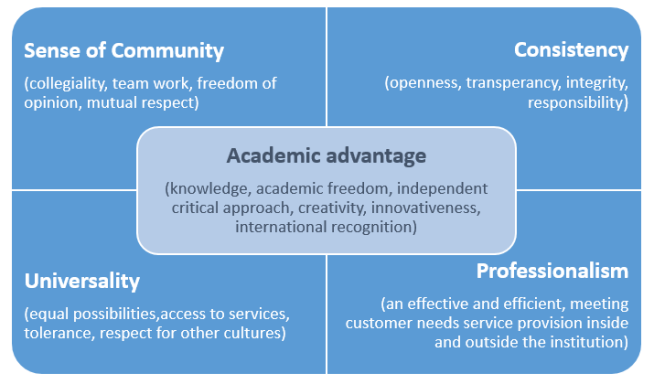 Sense of Community
(collegiality, team work, freedom of
opinion, mutual respect)
Consistency
(openness, transperancy, integrity,
responsibility)
Academic advantage
(knowledge, academic freedom, independent
critical approach, creativity, innovativeness,
international recognition)
Universality
(equal possibilities,access to services,
tolerance, respect for other cultures)
Professionalism
(an effective and efficient, meeting
customer needs service provision inside
and outside the institution)